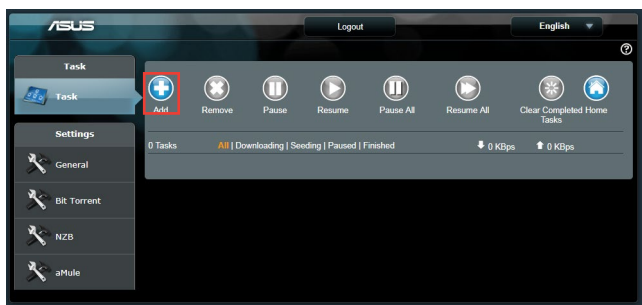 ASUS
Logout
English
?
Task
Task
Settings
General
Bit Torrent
NZB
aMule
Add
Remove
Pause
Resume
Pause All
Resume All
Clear Completed Tasks
Home
0 Tasks
All | Downloading | Seeding | Paused | Finished
0 KBps
0 KBps